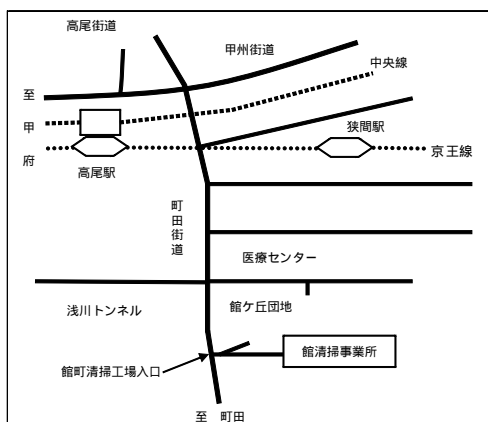 高尾街道
甲州街道
中央線
至
甲
府
狭間駅
京王線
高尾駅
町田街道
医療センター
浅川トンネル
館ケ丘団地
館清掃事業所
館町清掃工場入口
至 町田